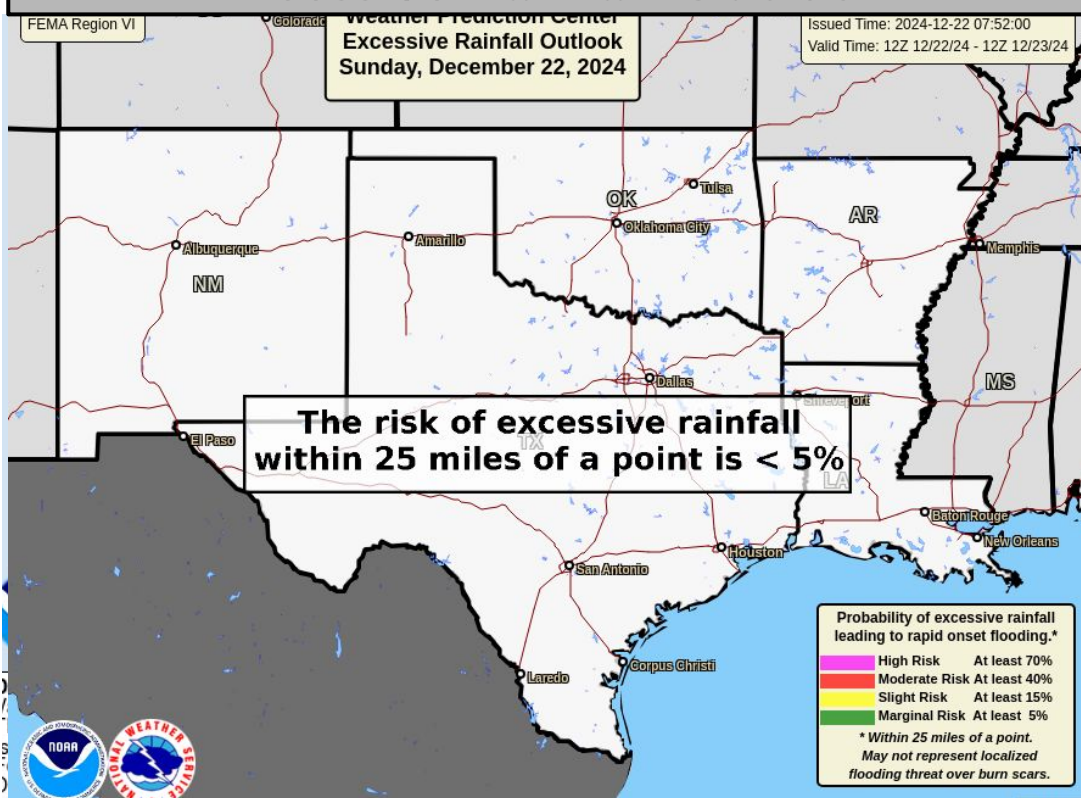 FEMA Region VI
Weather Prediction Center
Excessive Rainfall Outlook
Sunday, December 22, 2024
Issued Time: 2024-12-22 07:52:00
Valid Time: 12Z 12/22/24 - 12Z 12/23/24
Colorado
Tulsa
OK
Oklahoma City
AR
Amarillo
Albuquerque
Memphis
NM
Dallas
MS
Shreveport
The risk of excessive rainfall
within 25 miles of a point is < 5%
TX
El Paso
LA
Baton Rouge
New Orleans
Houston
San Antonio
Corpus Christi
Laredo
Probability of excessive rainfall
leading to rapid onset flooding.*
High Risk At least 70%
Moderate Risk At least 40%
Slight Risk At least 15%
Marginal Risk At least 5%
* Within 25 miles of a point.
May not represent localized
flooding threat over burn scars.
NOAA
NATIONAL WEATHER SERVICE